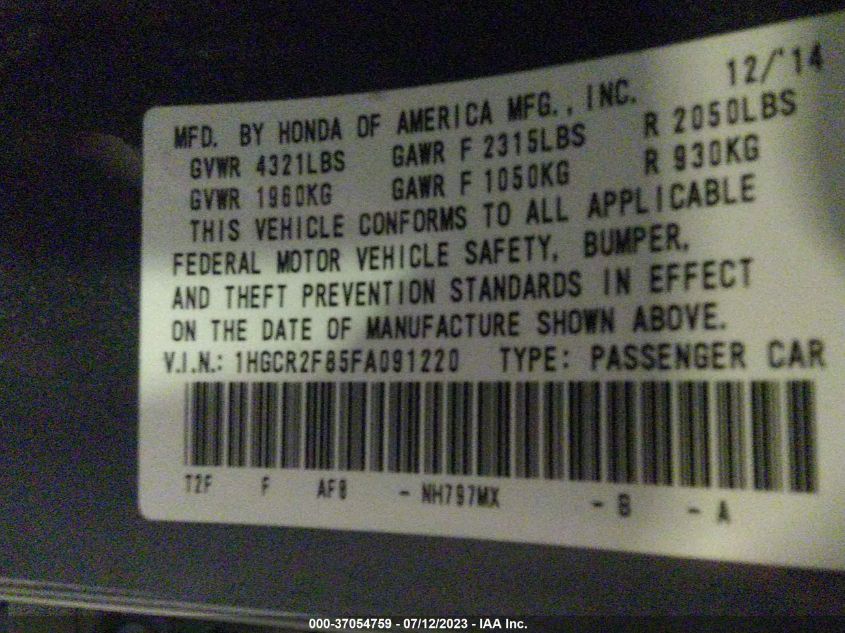 12/'14
MFD. BY HONDA OF AMERICA MFG., INC.
GVWR 4321LBS GAWR F 2315LBS R 2050LBS
GVWR 1960KG GAWR F 1050KG R 930KG
THIS VEHICLE CONFORMS TO ALL APPLICABLE
FEDERAL MOTOR VEHICLE SAFETY, BUMPER,
AND THEFT PREVENTION STANDARDS IN EFFECT
ON THE DATE OF MANUFACTURE SHOWN ABOVE.
V.I.N.: 1HGCR2F85FA091220 TYPE: PASSENGER CAR
T2F F AF8 - NH797MX - B - A
000-37054759 - 07/12/2023 - IAA Inc.